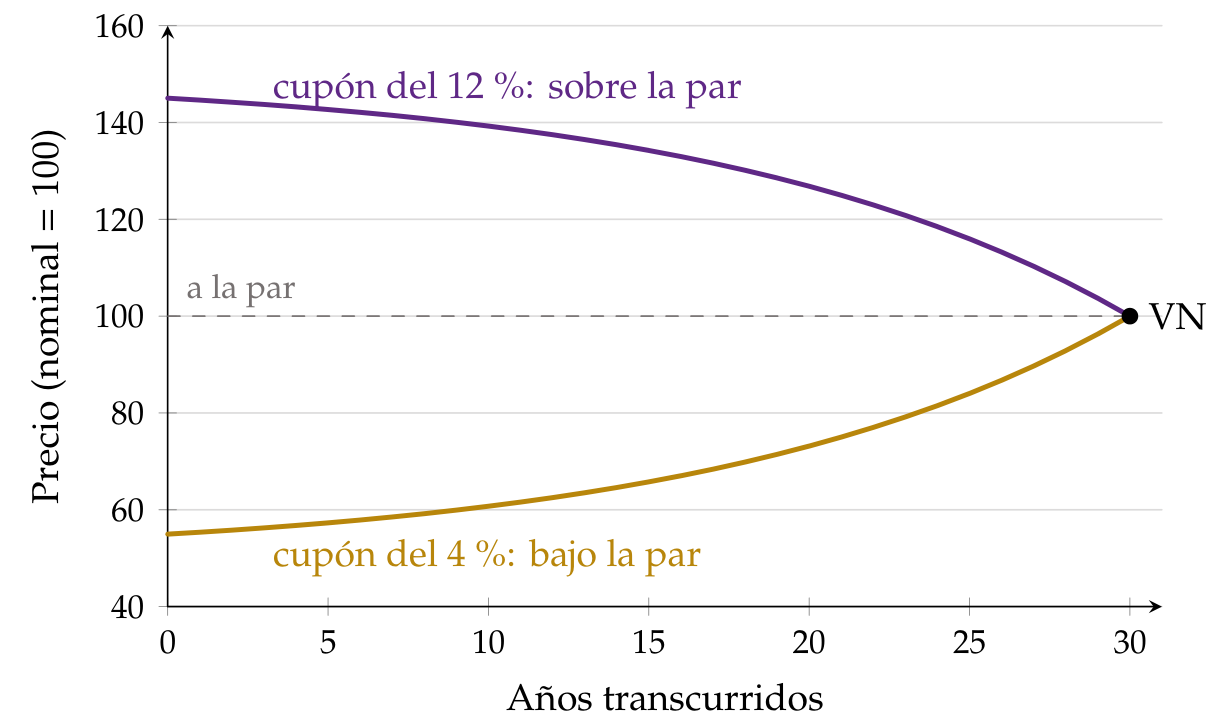 160
cupón del 12 %: sobre la par
140
120
a la par
100
VN
80
60
cupón del 4 %: bajo la par
40
0 5 10 15 20 25 30
Años transcurridos
Precio (nominal = 100)